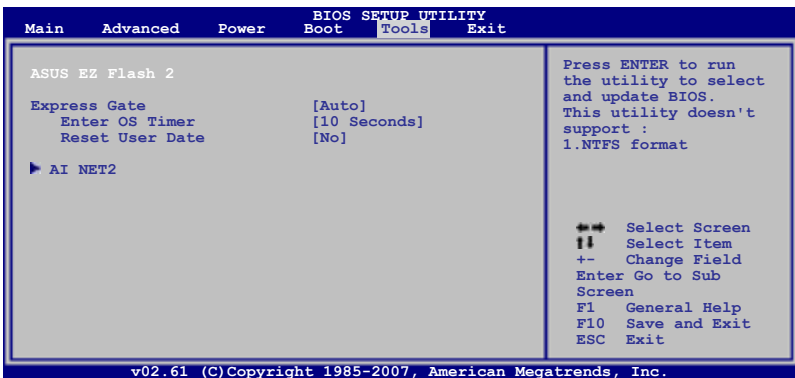 BIOS SETUP UTILITY
Main Advanced Power Boot Tools Exit
ASUS EZ Flash 2
Express Gate [Auto]
Enter OS Timer [10 Seconds]
Reset User Date [No]
AI NET2
Press ENTER to run
the utility to select
and update BIOS.
This utility doesn't
support :
1.NTFS format
Select Screen
Select Item
+- Change Field
Enter Go to Sub
Screen
F1 General Help
F10 Save and Exit
ESC Exit
v02.61 (C)Copyright 1985-2007, American Megatrends, Inc.